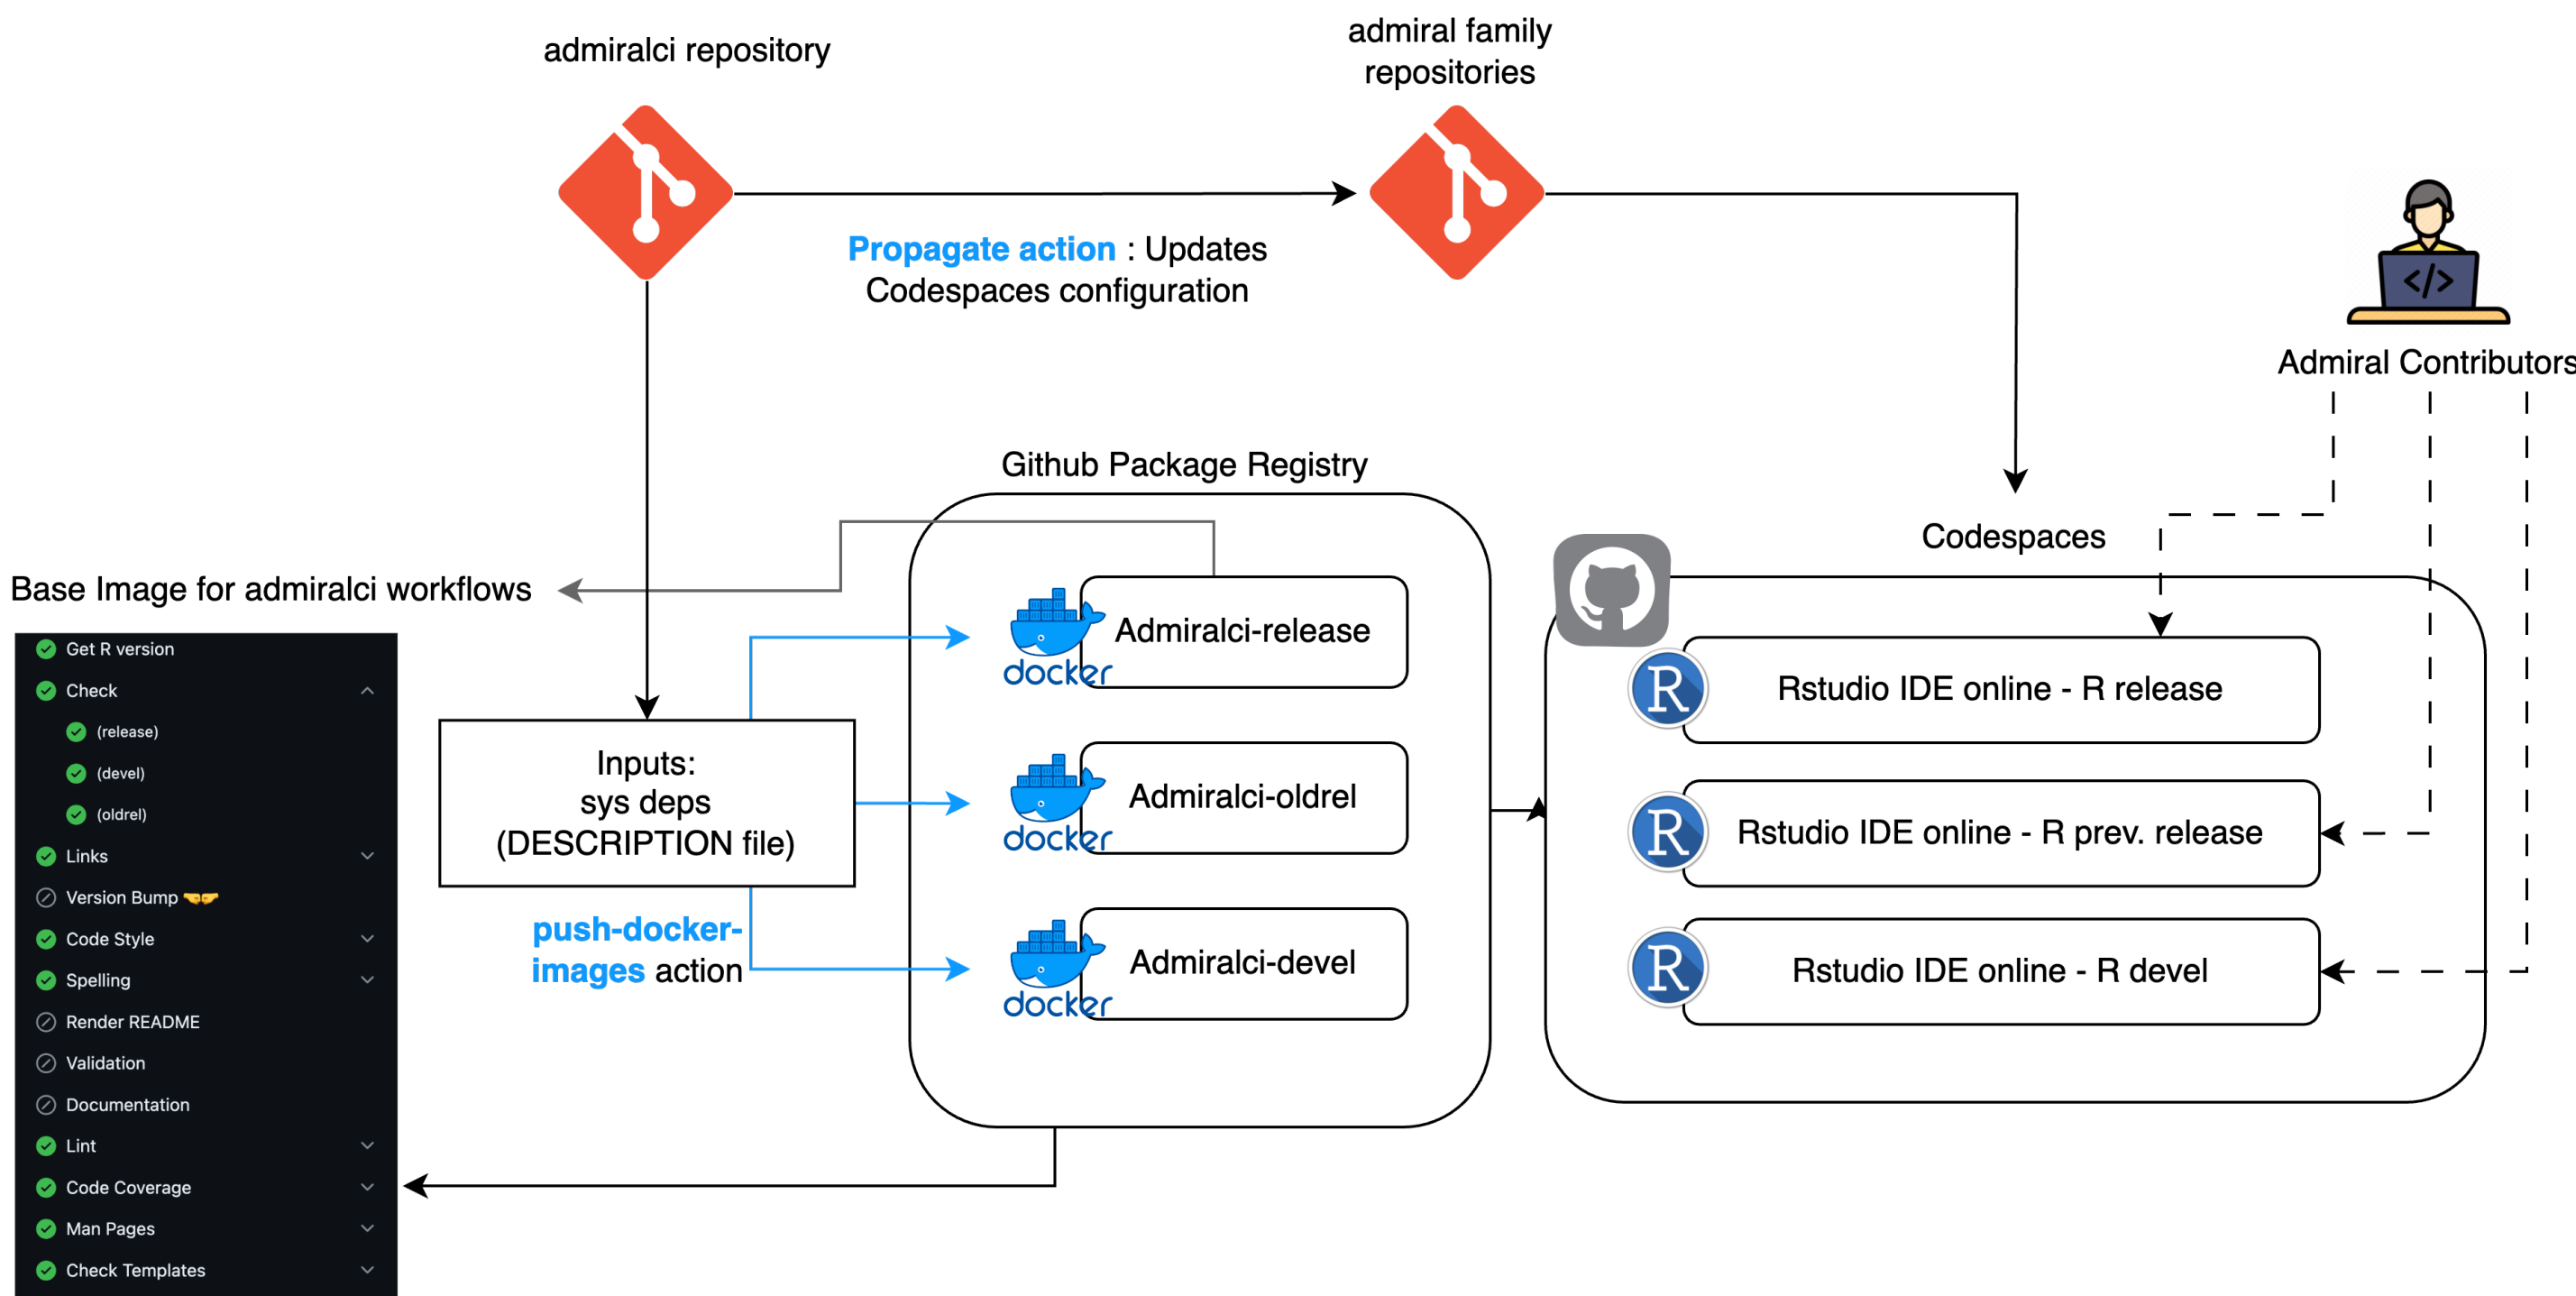 admiralci repository
admiral family
repositories
Propagate action : Updates
Codespaces configuration
Admiral Contributors
Github Package Registry
Codespaces
Base Image for admiralci workflows
Get R version
Check
(release)
(devel)
(oldrel)
Links
Version Bump 🤜🤛
Code Style
Spelling
Render README
Validation
Documentation
Lint
Code Coverage
Man Pages
Check Templates
Inputs:
sys deps
(DESCRIPTION file)
push-docker-
images action
docker
Admiralci-release
docker
Admiralci-oldrel
docker
Admiralci-devel
</>
R
Rstudio IDE online - R release
R
Rstudio IDE online - R prev. release
R
Rstudio IDE online - R devel